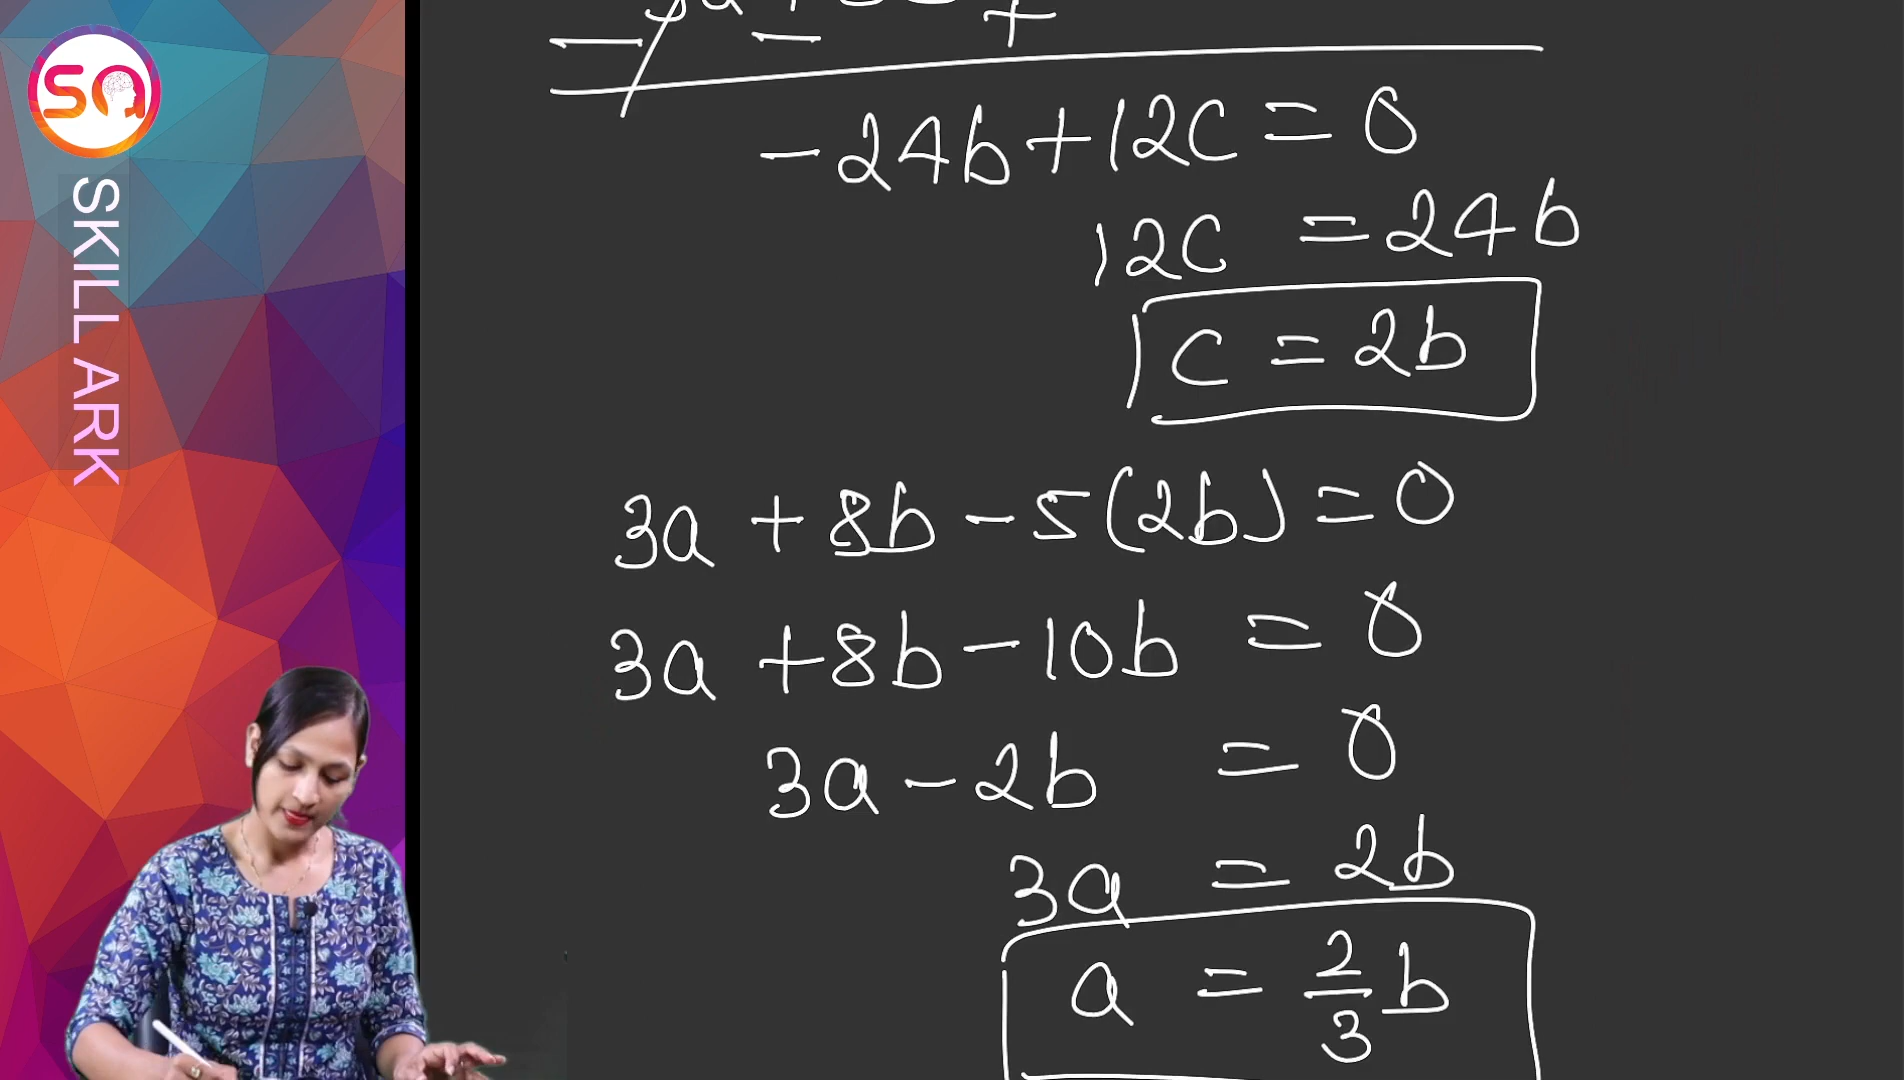 SA
SKILL ARK
-24b+12c=0
12c = 24b
c = 2b
3a + 8b - 5(2b) = 0
3a + 8b - 10b = 0
3a - 2b = 0
3a = 2b
a = 2/3 b